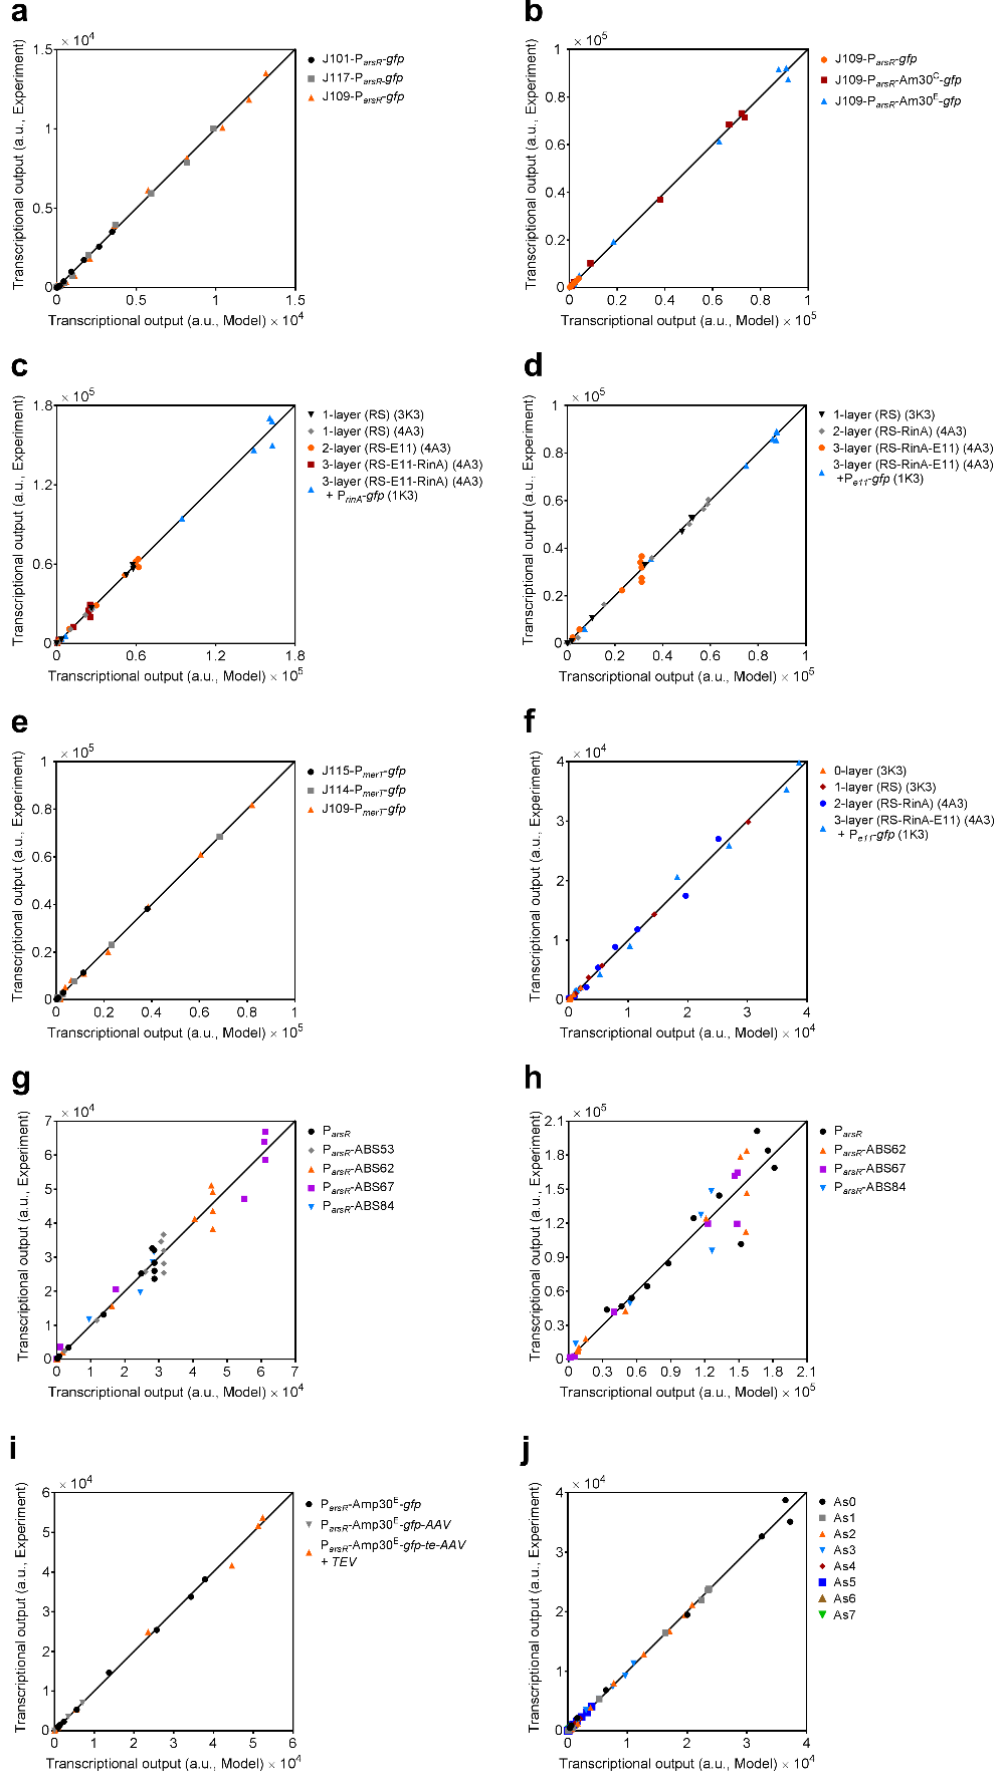 a
× 10⁴
Transcriptional output (a.u., Experiment)
1.5
1
0.5
0
0 0.5 1 1.5
Transcriptional output (a.u., Model) × 10⁴
J101-ParsR-gfp
J117-ParsR-gfp
J109-ParsR-gfp
b
× 10⁵
Transcriptional output (a.u., Experiment)
1
0.8
0.6
0.4
0.2
0
0 0.2 0.4 0.6 0.8 1
Transcriptional output (a.u., Model) × 10⁵
J109-ParsR-gfp
J109-ParsR-Am30C-gfp
J109-ParsR-Am30E-gfp
c
× 10⁵
Transcriptional output (a.u., Experiment)
1.8
1.2
0.6
0
0 0.6 1.2 1.8
Transcriptional output (a.u., Model) × 10⁵
1-layer (RS) (3K3)
1-layer (RS) (4A3)
2-layer (RS-E11) (4A3)
3-layer (RS-E11-RinA) (4A3)
3-layer (RS-E11-RinA) (4A3)
+ PrinA-gfp (1K3)
d
× 10⁵
Transcriptional output (a.u., Experiment)
1
0.8
0.6
0.4
0.2
0
0 0.2 0.4 0.6 0.8 1
Transcriptional output (a.u., Model) × 10⁵
1-layer (RS) (3K3)
2-layer (RS-RinA) (4A3)
3-layer (RS-RinA-E11) (4A3)
3-layer (RS-RinA-E11) (4A3)
+Pe11-gfp (1K3)
e
× 10⁵
Transcriptional output (a.u., Experiment)
1
0.8
0.6
0.4
0.2
0
0 0.2 0.4 0.6 0.8 1
Transcriptional output (a.u., Model) × 10⁵
J115-PmerT-gfp
J114-PmerT-gfp
J109-PmerT-gfp
f
× 10⁴
Transcriptional output (a.u., Experiment)
4
3
2
1
0
0 1 2 3 4
Transcriptional output (a.u., Model) × 10⁴
0-layer (3K3)
1-layer (RS) (3K3)
2-layer (RS-RinA) (4A3)
3-layer (RS-RinA-E11) (4A3)
+ Pe11-gfp (1K3)
g
× 10⁴
Transcriptional output (a.u., Experiment)
7
6
5
4
3
2
1
0
0 1 2 3 4 5 6 7
Transcriptional output (a.u., Model) × 10⁴
ParsR
ParsR-ABS53
ParsR-ABS62
ParsR-ABS67
ParsR-ABS84
h
× 10⁵
Transcriptional output (a.u., Experiment)
2.1
1.8
1.5
1.2
0.9
0.6
0.3
0
0 0.3 0.6 0.9 1.2 1.5 1.8 2.1
Transcriptional output (a.u., Model) × 10⁵
ParsR
ParsR-ABS62
ParsR-ABS67
ParsR-ABS84
i
× 10⁴
Transcriptional output (a.u., Experiment)
6
5
4
3
2
1
0
0 1 2 3 4 5 6
Transcriptional output (a.u., Model) × 10⁴
ParsR-Amp30E-gfp
ParsR-Amp30E-gfp-AAV
ParsR-Amp30E-gfp-te-AAV
+ TEV
j
× 10⁴
Transcriptional output (a.u., Experiment)
4
3
2
1
0
0 1 2 3 4
Transcriptional output (a.u., Model) × 10⁴
As0
As1
As2
As3
As4
As5
As6
As7